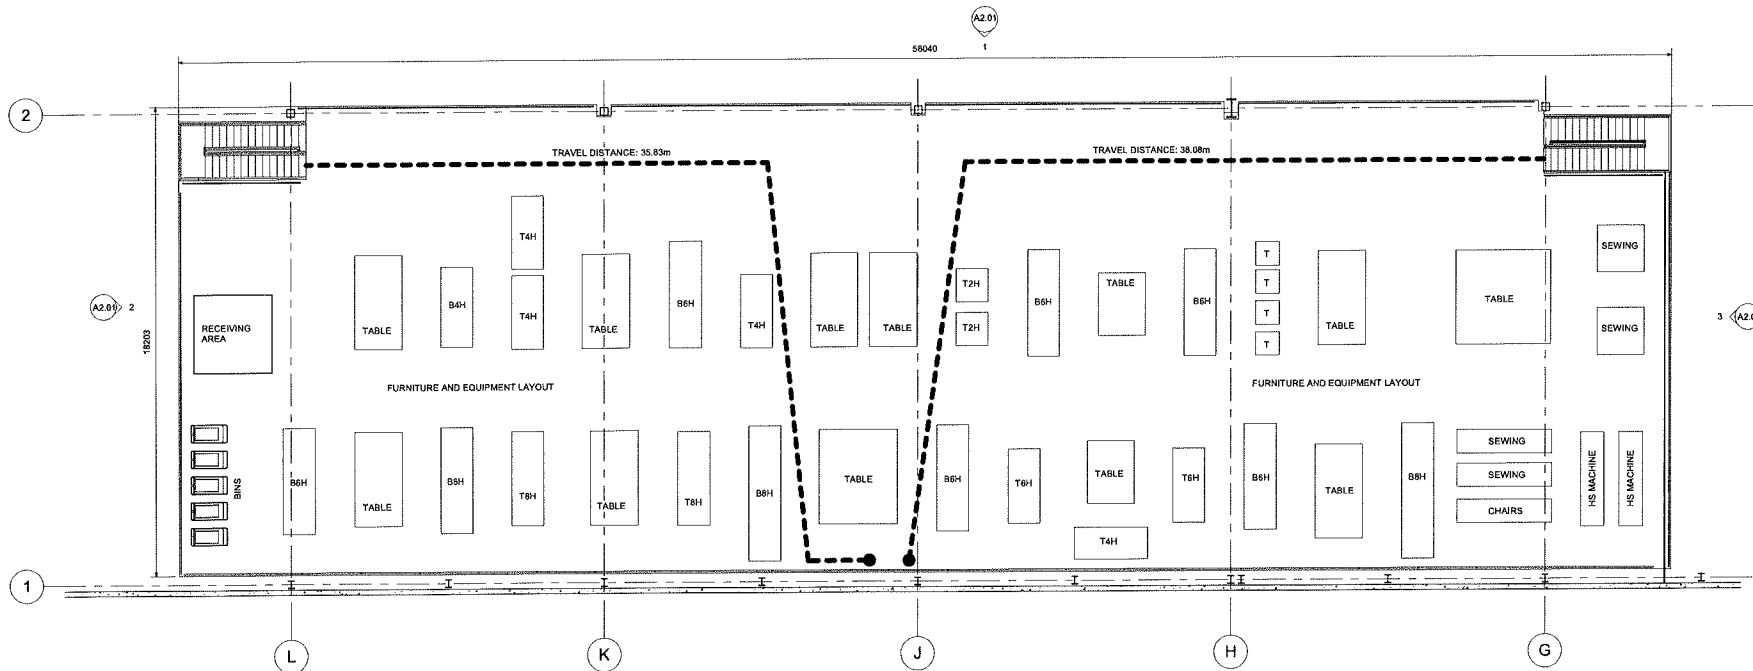 A2.01
1
56040
2
TRAVEL DISTANCE: 35.83m
TRAVEL DISTANCE: 38.08m
T4H
SEWING
B4H
B6H
T2H
B6H
TABLE
B6H
T
T
T
T
TABLE
A2.01
2
18203
RECEIVING
AREA
TABLE
T4H
TABLE
T4H
TABLE
TABLE
T2H
TABLE
SEWING
3
FURNITURE AND EQUIPMENT LAYOUT
FURNITURE AND EQUIPMENT LAYOUT
BINS
B6H
TABLE
B6H
T8H
TABLE
T8H
B8H
TABLE
B6H
T6H
TABLE
T6H
B6H
TABLE
B8H
SEWING
SEWING
CHAIRS
HS MACHINE
HS MACHINE
T4H
1
L
K
J
H
G